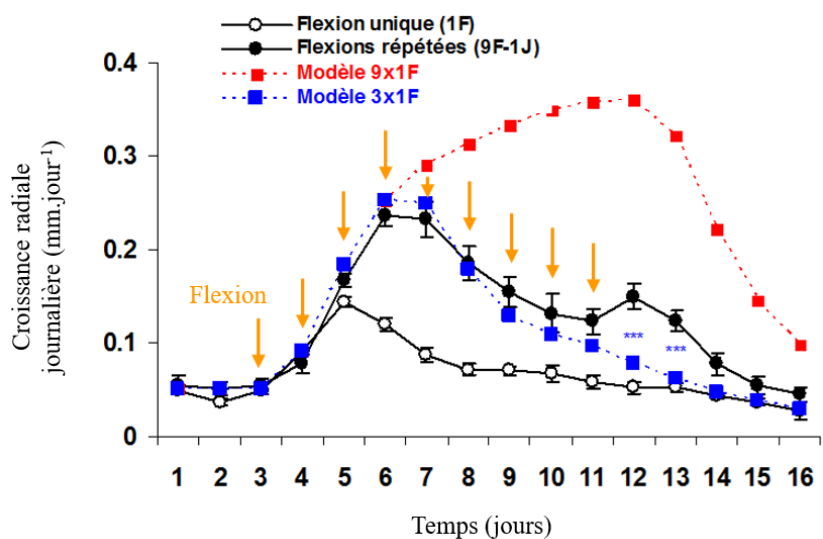 Flexion unique (1F)
Flexions répétées (9F-1J)
Modèle 9x1F
Modèle 3x1F
Croissance radiale
journalière (mm.jour⁻¹)
0.4
0.3
0.2
0.1
0
Flexion
***
***
1 2 3 4 5 6 7 8 9 10 11 12 13 14 15 16
Temps (jours)